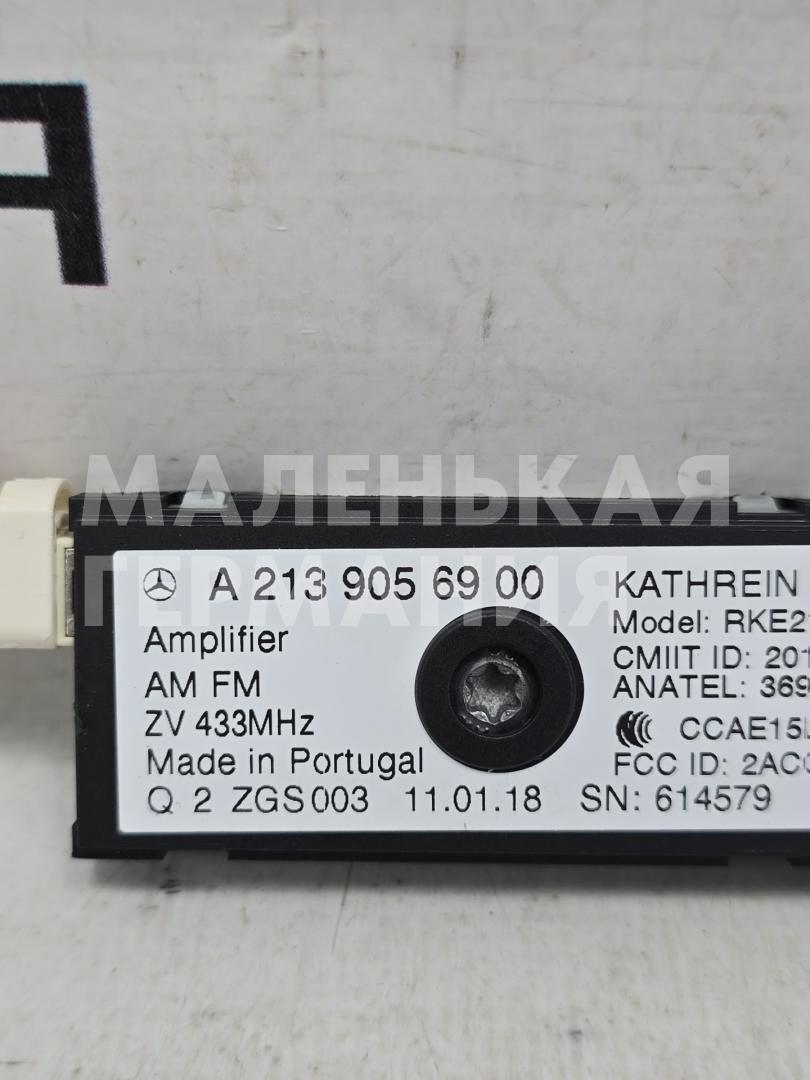 МАЛЕНЬКАЯ
ГЕРМАНИЯ
A 213 905 69 00
Amplifier
AM FM
ZV 433MHz
Made in Portugal
Q 2 ZGS003 11.01.18 SN: 614579
KATHREIN
Model: RKE2
CMIIT ID: 201
ANATEL: 369
CCAE15
FCC ID: 2AC